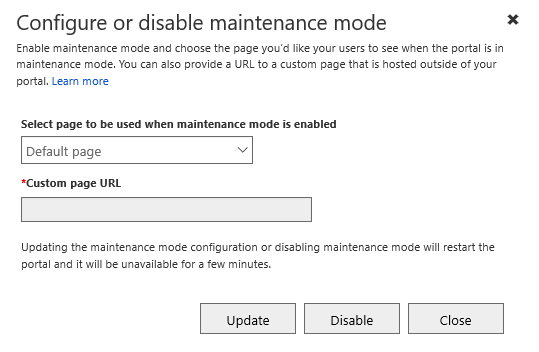 Configure or disable maintenance mode
Enable maintenance mode and choose the page you'd like your users to see when the portal is in
maintenance mode. You can also provide a URL to a custom page that is hosted outside of your
portal. Learn more
Select page to be used when maintenance mode is enabled
Default page
*Custom page URL
Updating the maintenance mode configuration or disabling maintenance mode will restart the
portal and it will be unavailable for a few minutes.
Update Disable Close